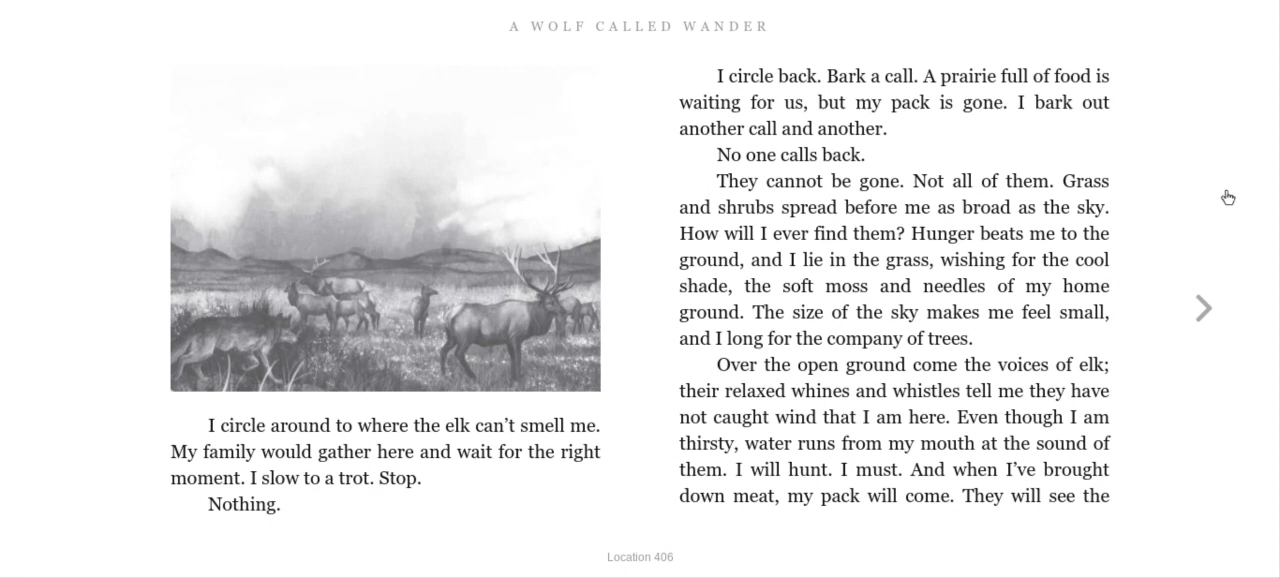 A WOLF CALLED WANDER
I circle around to where the elk can’t smell me.
My family would gather here and wait for the right
moment. I slow to a trot. Stop.
Nothing.
I circle back. Bark a call. A prairie full of food is
waiting for us, but my pack is gone. I bark out
another call and another.
No one calls back.
They cannot be gone. Not all of them. Grass
and shrubs spread before me as broad as the sky.
How will I ever find them? Hunger beats me to the
ground, and I lie in the grass, wishing for the cool
shade, the soft moss and needles of my home
ground. The size of the sky makes me feel small,
and I long for the company of trees.
Over the open ground come the voices of elk;
their relaxed whines and whistles tell me they have
not caught wind that I am here. Even though I am
thirsty, water runs from my mouth at the sound of
them. I will hunt. I must. And when I’ve brought
down meat, my pack will come. They will see the
Location 406